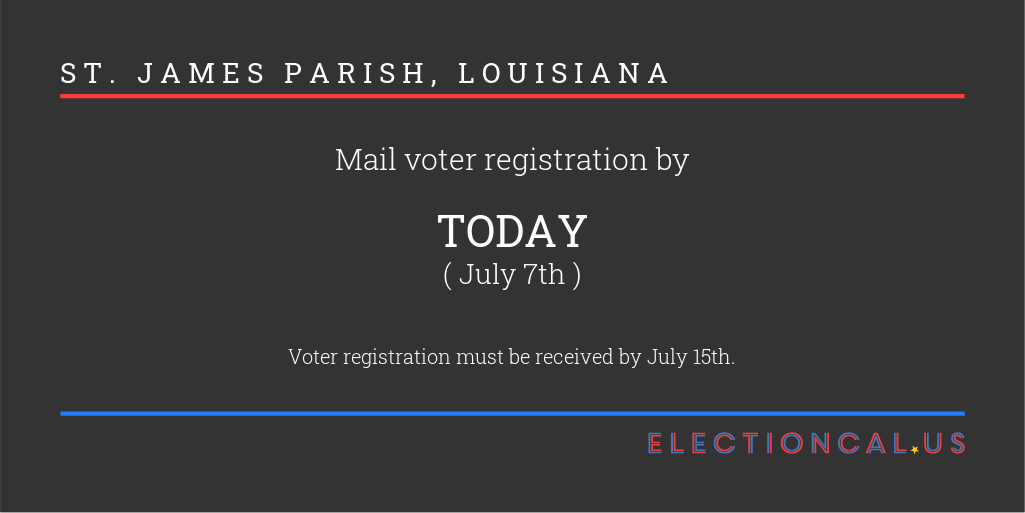 ST. JAMES PARISH, LOUISIANA
Mail voter registration by
TODAY
( July 7th )
Voter registration must be received by July 15th.
ELECTIONCAL★US